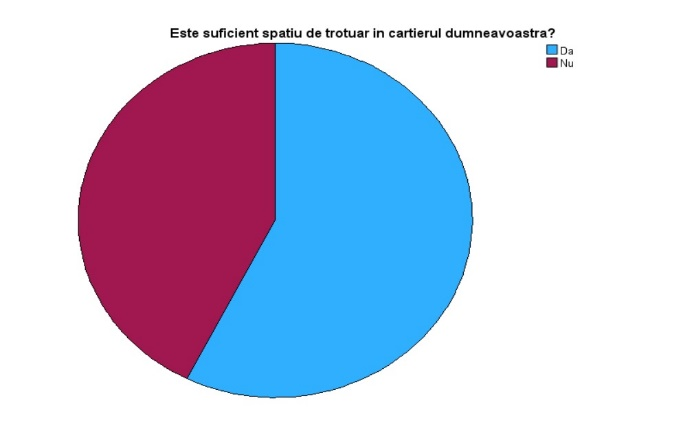 Este suficient spatiu de trotuar in cartierul dumneavoastra?
Da
Nu